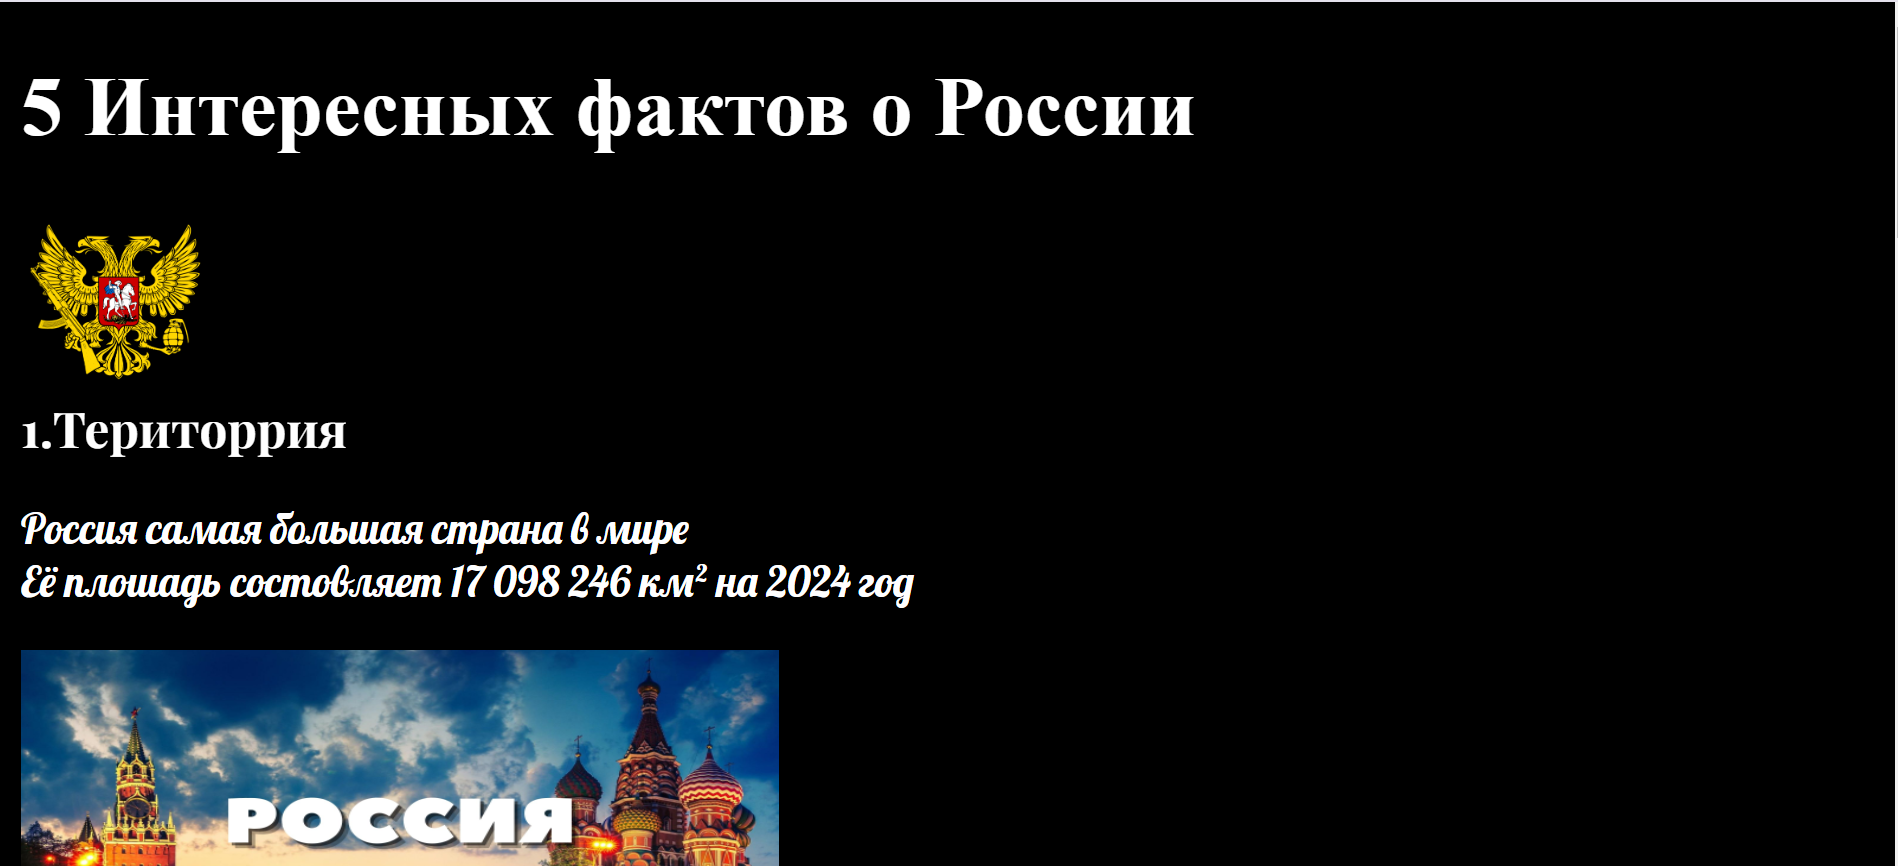 5 Интересных фактов о России
1.Територрия
Россия самая большая страна в мире
Её плошадь состовляет 17 098 246 км² на 2024 год
РОССИЯ